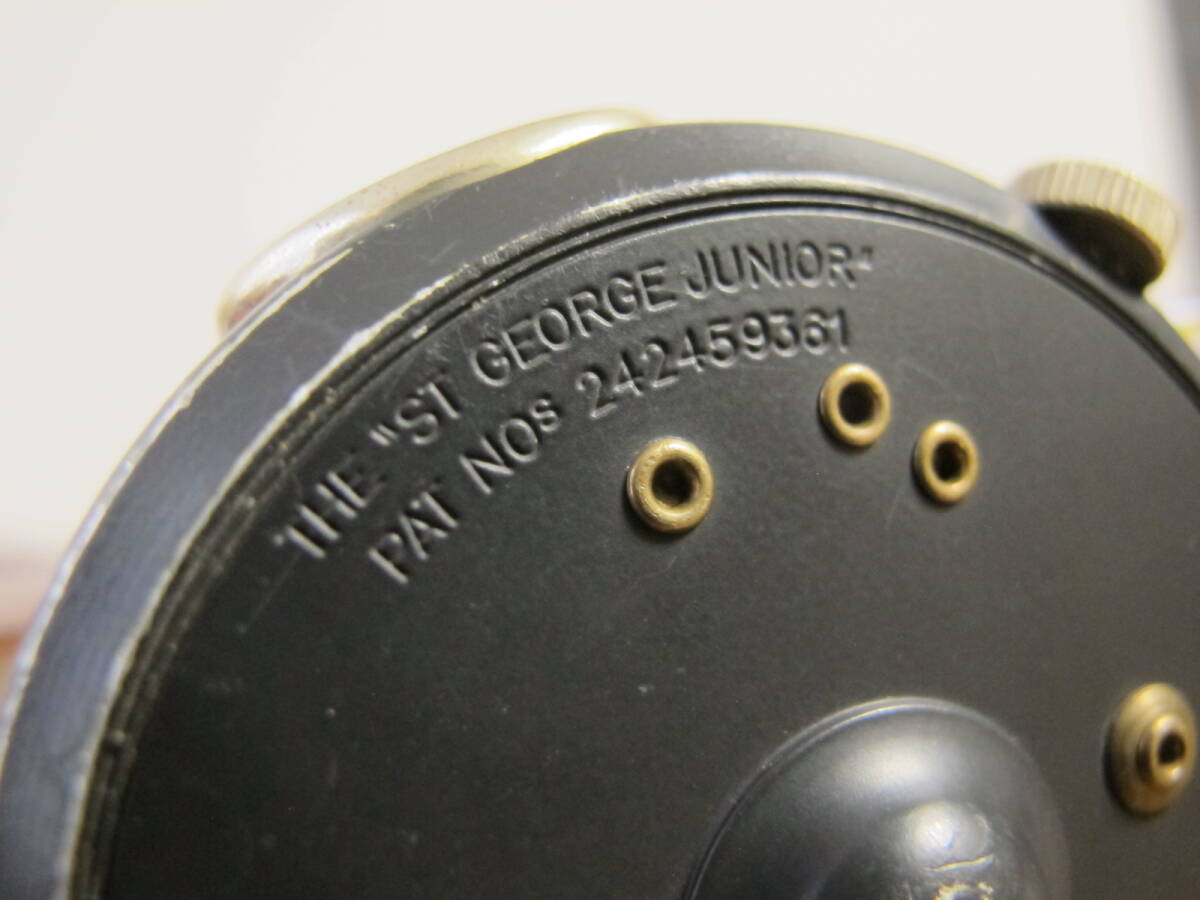 THE "ST GEORGE JUNIOR"
PAT NOs 242459361